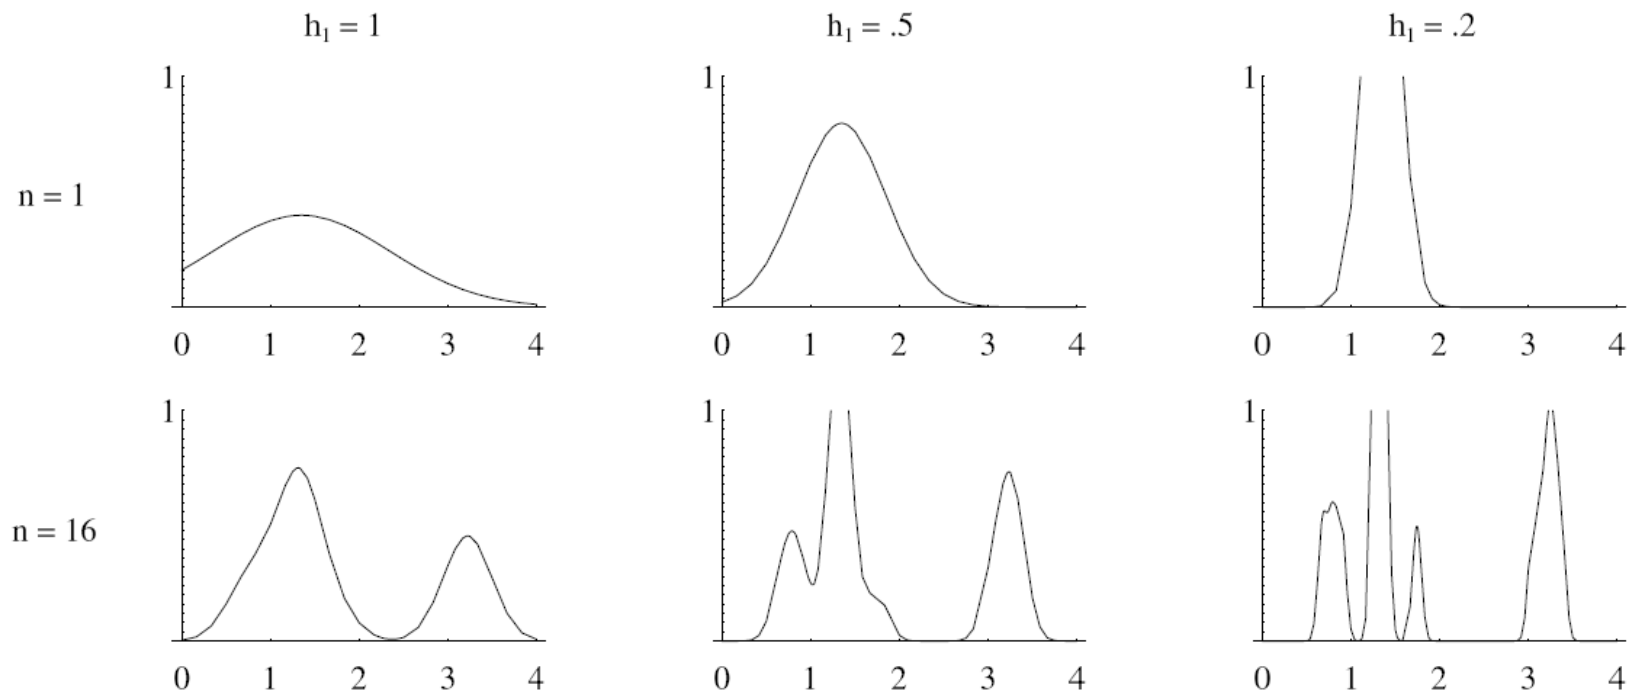 h₁ = 1 h₁ = .5 h₁ = .2
1 1 1
n = 1
0 1 2 3 4 0 1 2 3 4 0 1 2 3 4
1 1 1
n = 16
0 1 2 3 4 0 1 2 3 4 0 1 2 3 4